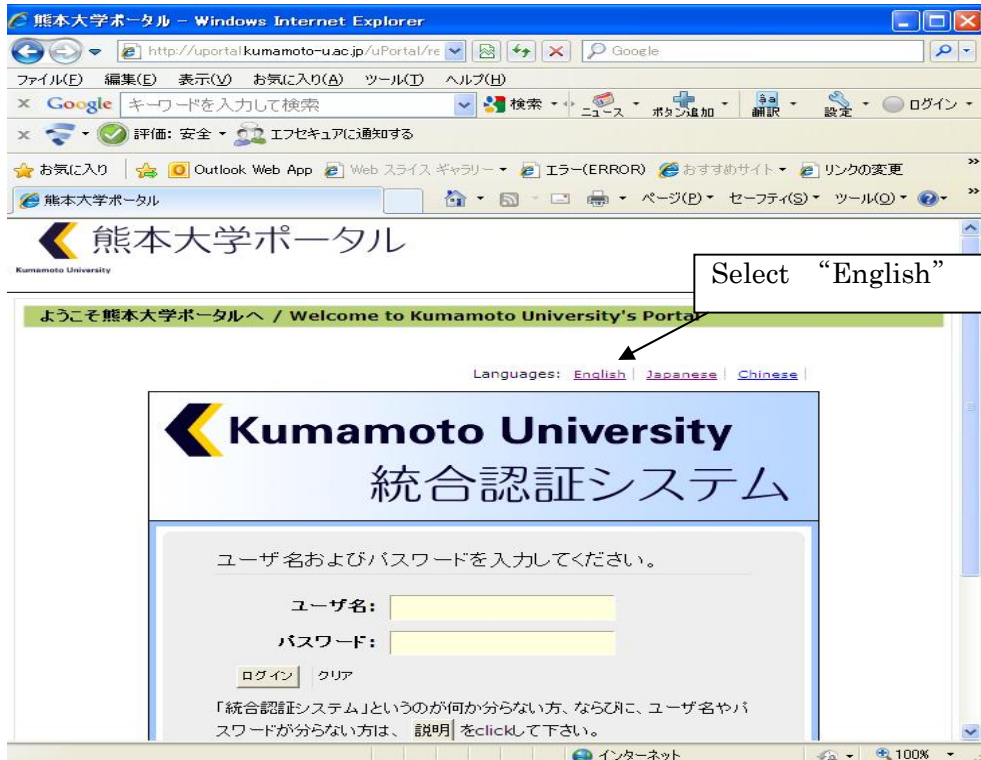 熊本大学ポータル - Windows Internet Explorer
http://uportal.kumamoto-u.ac.jp/uPortal/re
Google
ファイル(F) 編集(E) 表示(V) お気に入り(A) ツール(T) ヘルプ(H)
x Google キーワードを入力して検索 検索 ニュース ボタン追加 翻訳 設定 ログイン
x 評価: 安全 エフセキュアに通知する
お気に入り Outlook Web App Web スライス ギャラリー エラー(ERROR) おすすめサイト リンクの変更 »
熊本大学ポータル ページ(P) セーフティ(S) ツール(O) »
熊本大学ポータル
Kumamoto University
Select “English”
ようこそ熊本大学ポータルへ / Welcome to Kumamoto University's Portal
Languages: English | Japanese | Chinese |
Kumamoto University
統合認証システム
ユーザ名およびパスワードを入力してください。
ユーザ名:
パスワード:
ログイン クリア
「統合認証システム」というのが何か分らない方、ならびに、ユーザ名やパ
スワードが分らない方は、 説明 をclickして下さい。
インターネット 100%